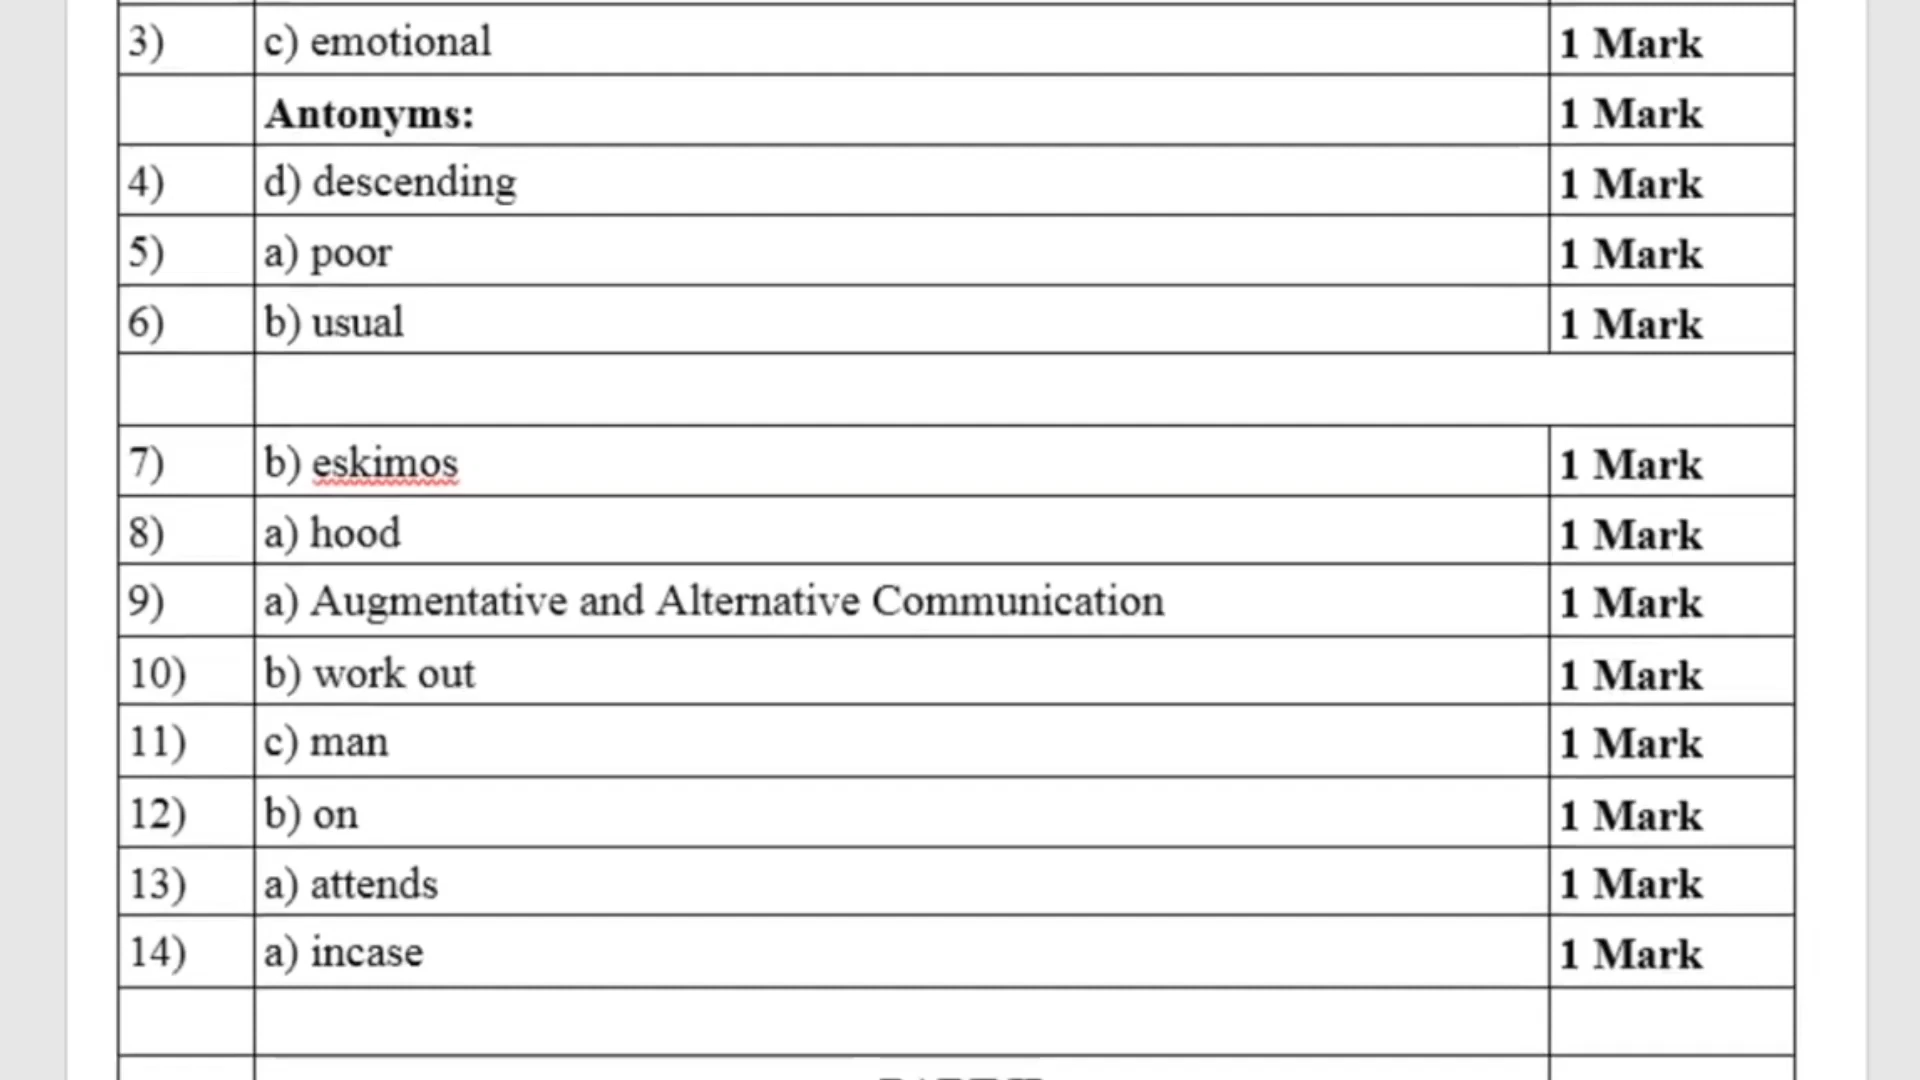 3) c) emotional 1 Mark
Antonyms: 1 Mark
4) d) descending 1 Mark
5) a) poor 1 Mark
6) b) usual 1 Mark
7) b) eskimos 1 Mark
8) a) hood 1 Mark
9) a) Augmentative and Alternative Communication 1 Mark
10) b) work out 1 Mark
11) c) man 1 Mark
12) b) on 1 Mark
13) a) attends 1 Mark
14) a) incase 1 Mark